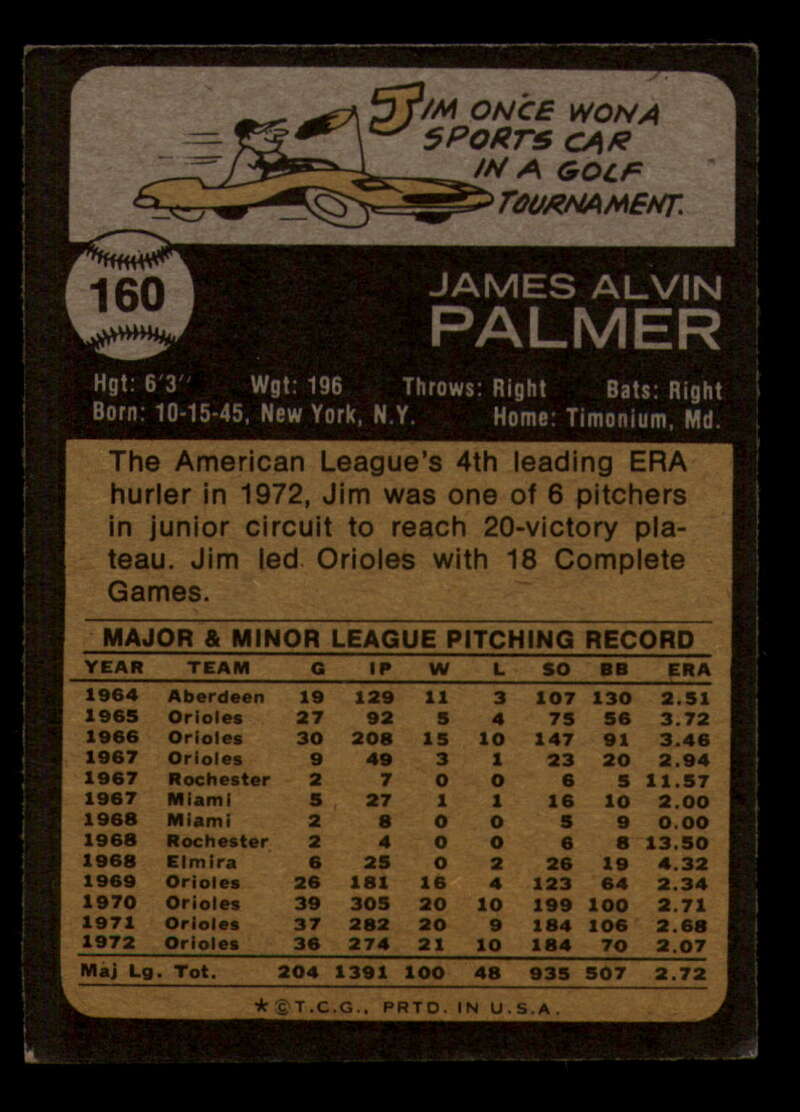 JIM ONCE WON A
SPORTS CAR
IN A GOLF
TOURNAMENT.
160
JAMES ALVIN
PALMER
Hgt: 6'3" Wgt: 196 Throws: Right Bats: Right
Born: 10-15-45, New York, N.Y. Home: Timonium, Md.
The American League's 4th leading ERA
hurler in 1972, Jim was one of 6 pitchers
in junior circuit to reach 20-victory pla-
teau. Jim led Orioles with 18 Complete
Games.
MAJOR & MINOR LEAGUE PITCHING RECORD
YEAR TEAM G IP W L SO BB ERA
1964 Aberdeen 19 129 11 3 107 130 2.51
1965 Orioles 27 92 5 4 75 56 3.72
1966 Orioles 30 208 15 10 147 91 3.46
1967 Orioles 9 49 3 1 23 20 2.94
1967 Rochester 2 7 0 0 6 5 11.57
1967 Miami 5 27 1 1 16 10 2.00
1968 Miami 2 8 0 0 5 9 0.00
1968 Rochester 2 4 0 0 6 8 13.50
1968 Elmira 6 25 0 2 26 19 4.32
1969 Orioles 26 181 16 4 123 64 2.34
1970 Orioles 39 305 20 10 199 100 2.71
1971 Orioles 37 282 20 9 184 106 2.68
1972 Orioles 36 274 21 10 184 70 2.07
Maj Lg. Tot. 204 1391 100 48 935 507 2.72
*©T.C.G., PRTD. IN U.S.A.